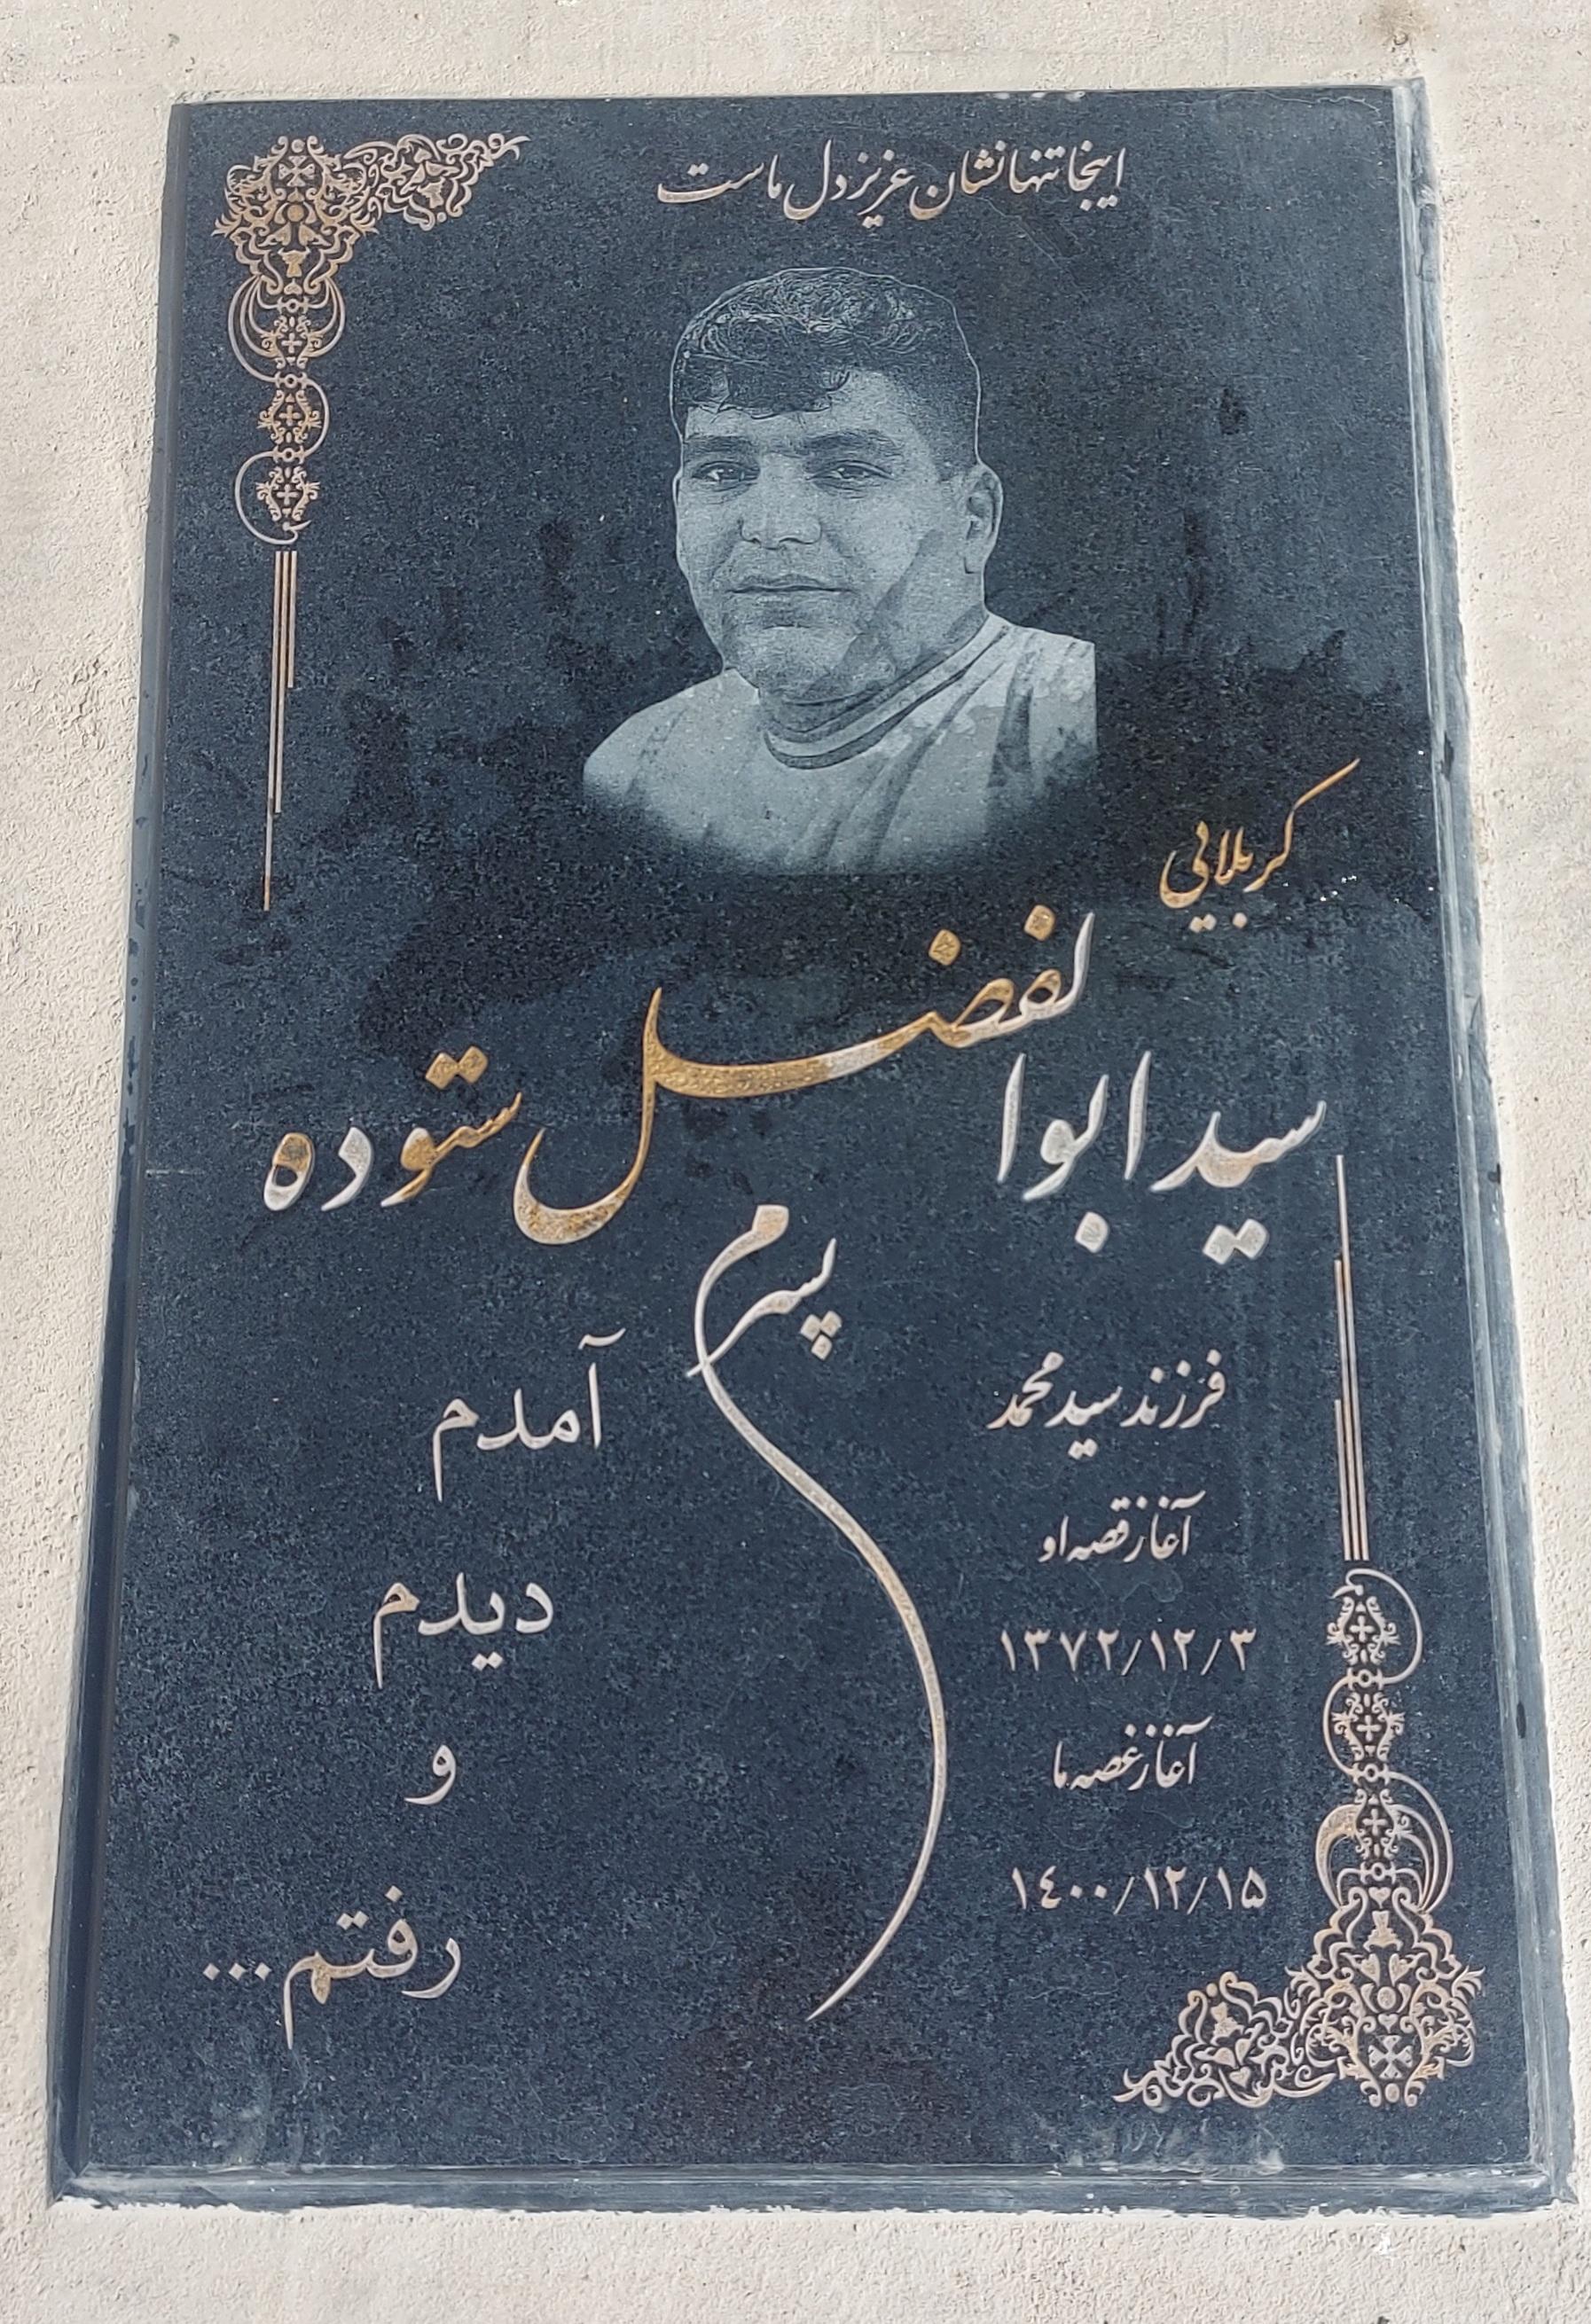 اینجا تنها نشان عزیز دل ماست
کربلایی
سید ابوالفضل ستوده
پسرم
فرزند سید محمد
آغاز قصه او
۱۳۷۲/۱۲/۳
آغاز غصه ما
۱٤۰۰/۱۲/۱۵
آمدم
دیدم
و
رفتم...